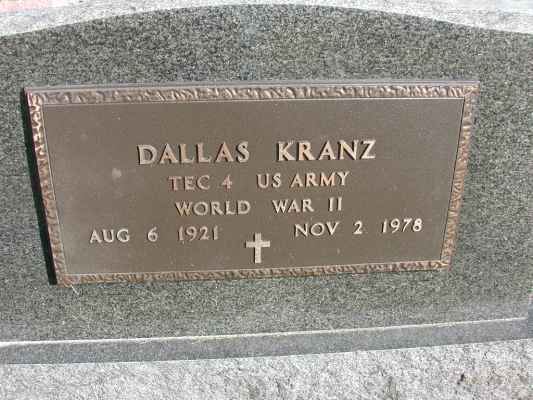 DALLAS KRANZ
TEC 4 US ARMY
WORLD WAR II
AUG 6 1921 NOV 2 1978